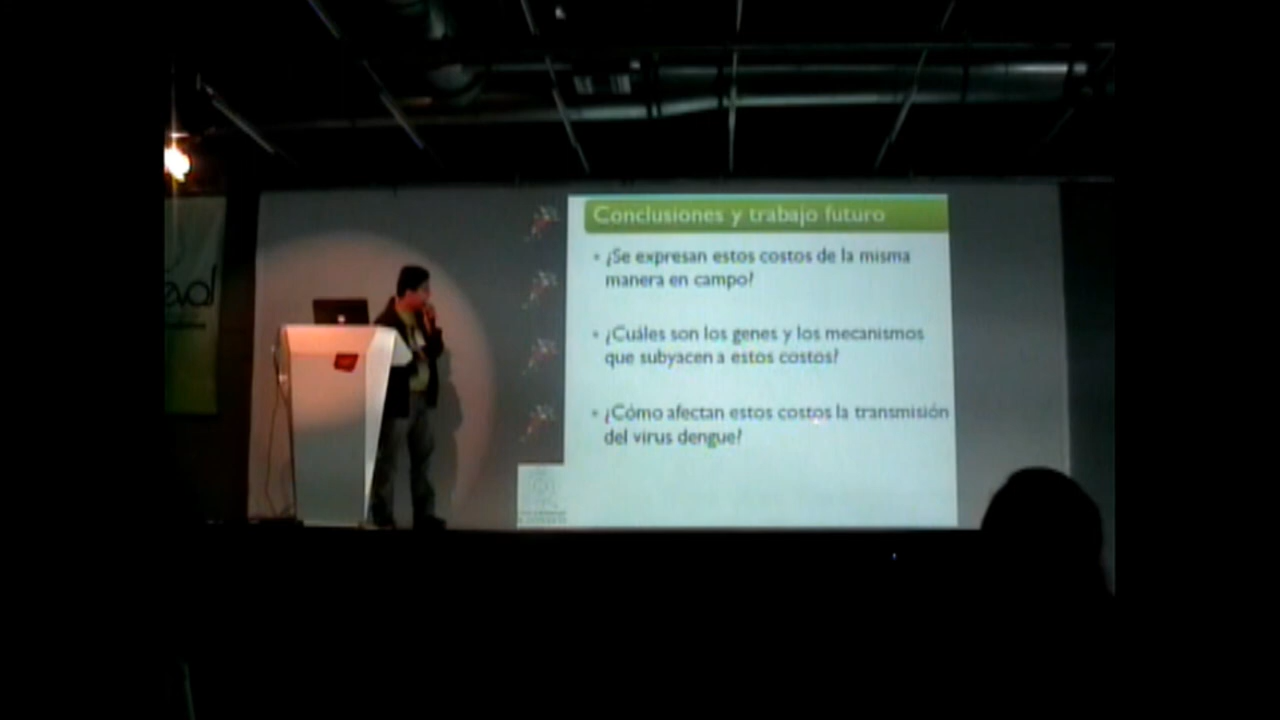 Conclusiones y trabajo futuro
• ¿Se expresan estos costos de la misma
manera en campo?
• ¿Cuáles son los genes y los mecanismos
que subyacen a estos costos?
• ¿Cómo afectan estos costos la transmisión
del virus dengue?